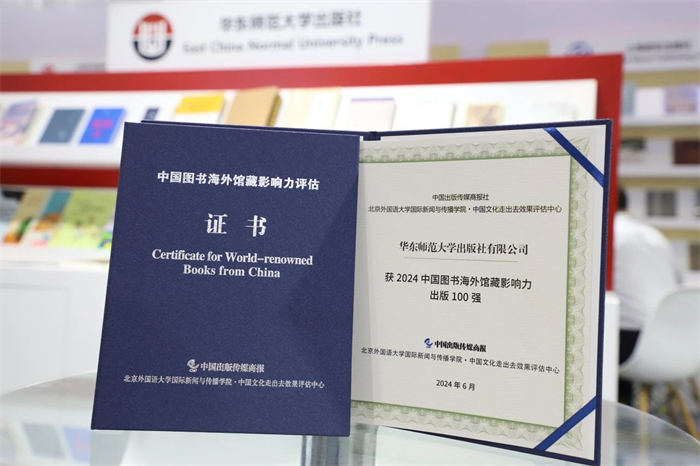 华东师范大学出版社
East China Normal University Press
中国图书海外馆藏影响力评估
证书
Certificate for World-renowned
Books from China
中国出版传媒商报
北京外国语大学国际新闻与传播学院·中国文化走出去效果评估中心
中国出版传媒商报社
北京外国语大学国际新闻与传播学院·中国文化走出去效果评估中心
华东师范大学出版社有限公司
获 2024 中国图书海外馆藏影响力
出版 100 强
中国出版传媒商报
北京外国语大学国际新闻与传播学院·中国文化走出去效果评估中心
2024 年 6 月